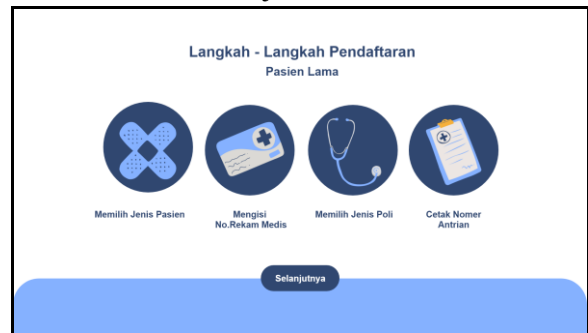 Langkah - Langkah Pendaftaran
Pasien Lama
Memilih Jenis Pasien
Mengisi
No.Rekam Medis
Memilih Jenis Poli
Cetak Nomer
Antrian
Selanjutnya